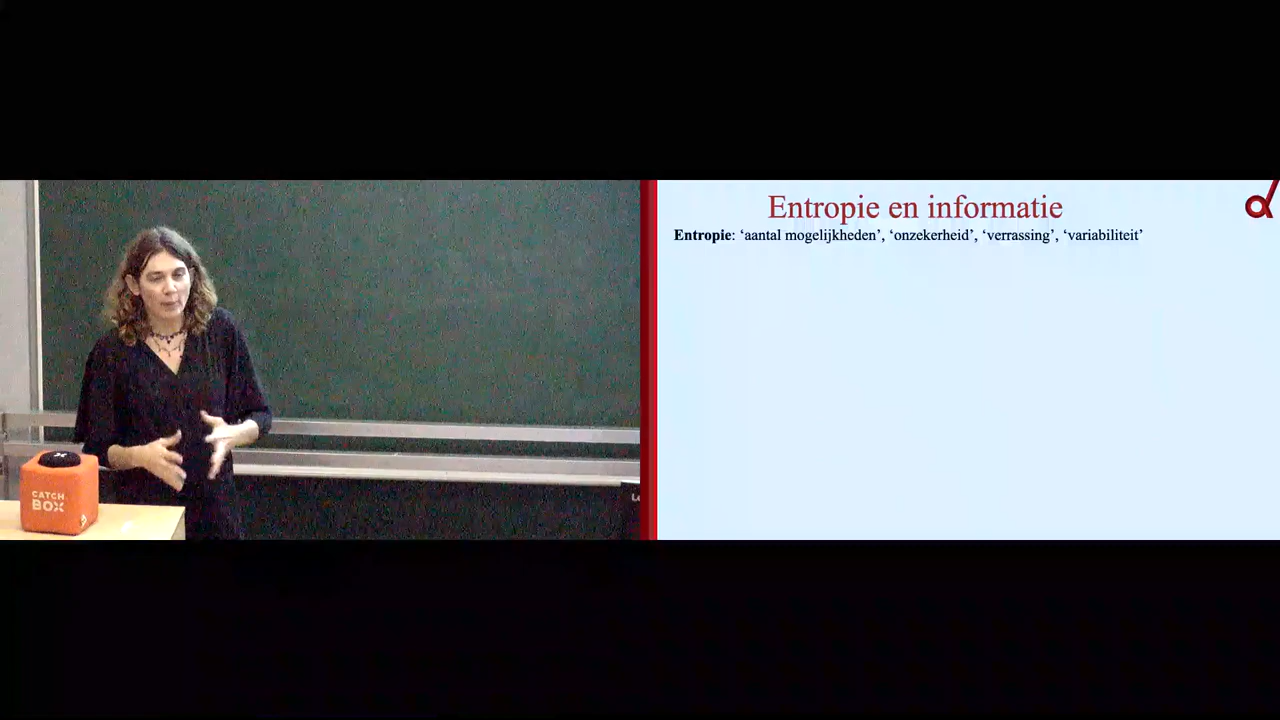 CATCH
BOX
Entropie en informatie
Entropie: ‘aantal mogelijkheden’, ‘onzekerheid’, ‘verrassing’, ‘variabiliteit’